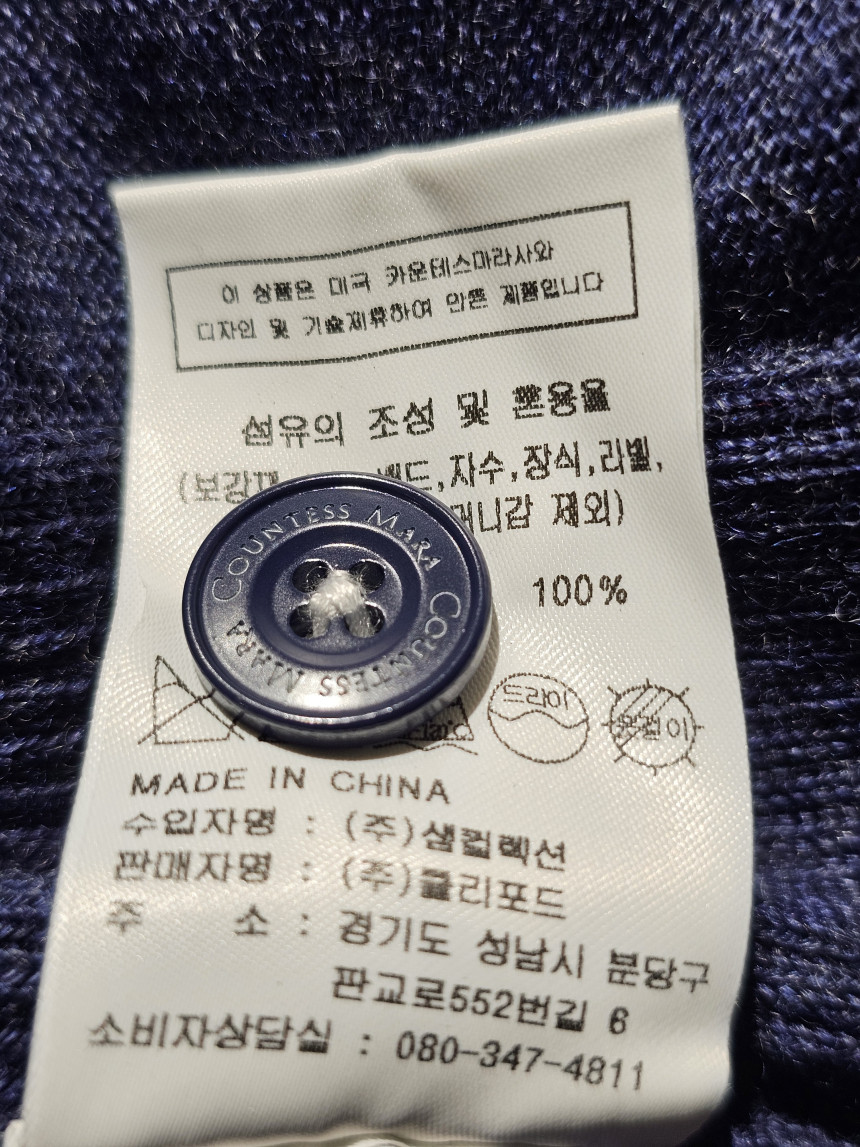 이 상품은 미국 카운테스마라사와
디자인 및 기술제휴하여 만든 제품입니다
섬유의 조성 및 혼용율
(보강재 밴드,자수,장식,라벨,
머니감 제외)
100%
COUNTESS MARA
COUNTESS MARA
드라이
MADE IN CHINA
수입자명 : (주)샘컬렉션
판매자명 : (주)클리포드
주 소 : 경기도 성남시 분당구
판교로552번길 6
소비자상담실 : 080-347-4811